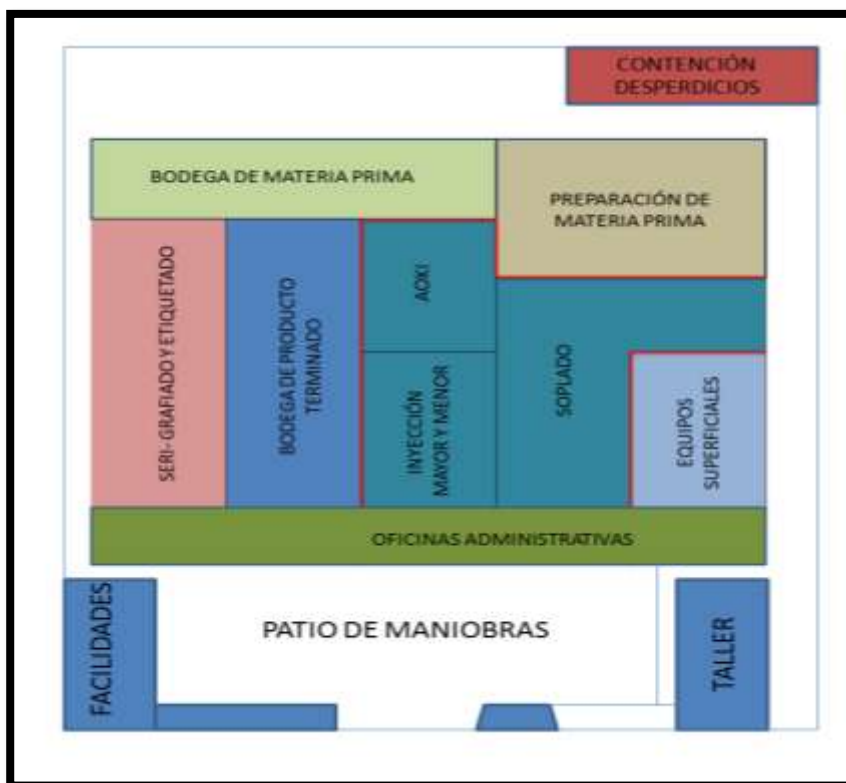 CONTENCIÓN
DESPERDICIOS
BODEGA DE MATERIA PRIMA
PREPARACIÓN DE
MATERIA PRIMA
SERI- GRAFIADO Y ETIQUETADO
BODEGA DE PRODUCTO
TERMINADO
AOKI
INYECCIÓN
MAYOR Y MENOR
SOPLADO
EQUIPOS
SUPERFICIALES
OFICINAS ADMINISTRATIVAS
FACILIDADES
PATIO DE MANIOBRAS
TALLER